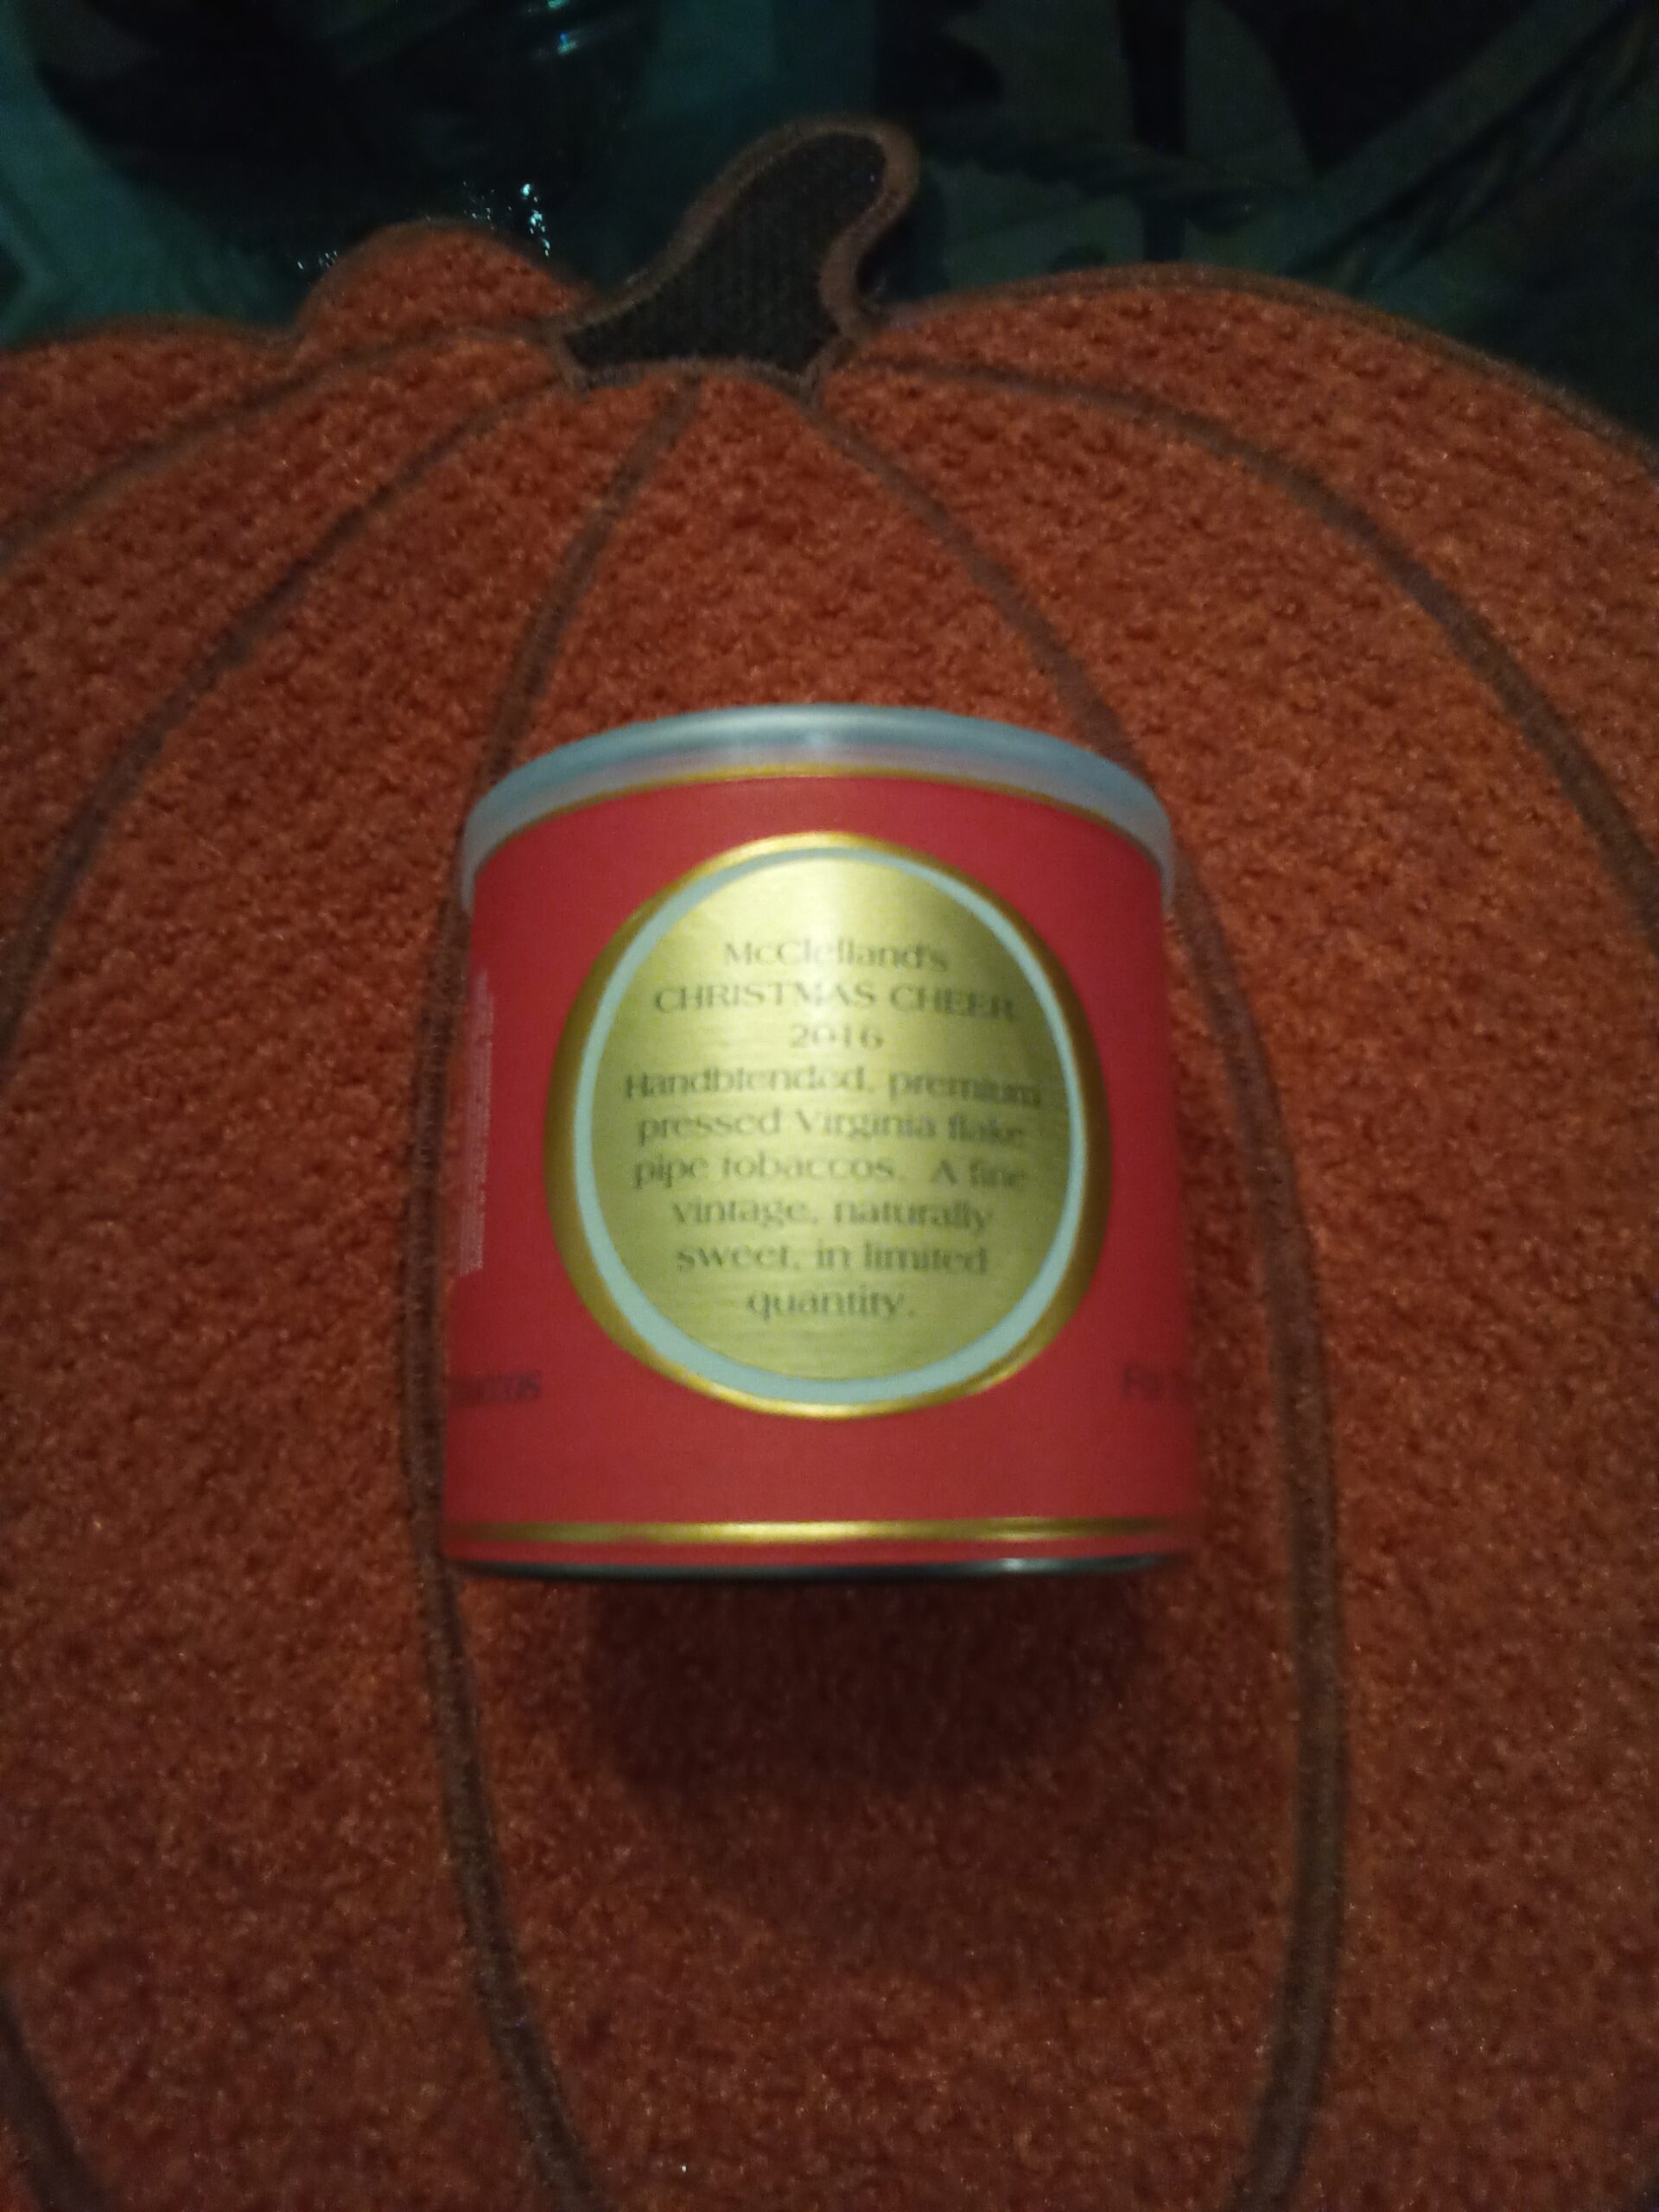 McClelland's
CHRISTMAS CHEER
2016
Handblended, premium
pressed Virginia flake
pipe tobaccos. A fine
vintage, naturally
sweet, in limited
quantity.